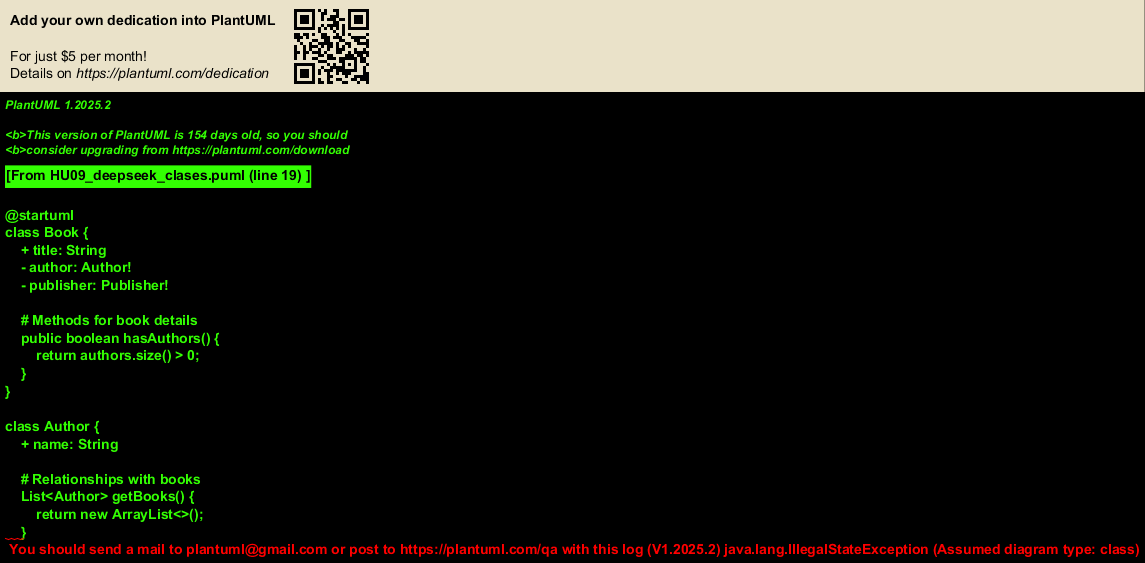 Add your own dedication into PlantUML
For just $5 per month!
Details on https://plantuml.com/dedication
PlantUML 1.2025.2
<b>This version of PlantUML is 154 days old, so you should
<b>consider upgrading from https://plantuml.com/download
[From HU09_deepseek_clases.puml (line 19) ]
@startuml
class Book {
+ title: String
- author: Author!
- publisher: Publisher!
# Methods for book details
public boolean hasAuthors() {
return authors.size() > 0;
}
}
class Author {
+ name: String
# Relationships with books
List<Author> getBooks() {
return new ArrayList<>();
}
You should send a mail to plantuml@gmail.com or post to https://plantuml.com/qa with this log (V1.2025.2) java.lang.IllegalStateException (Assumed diagram type: class)